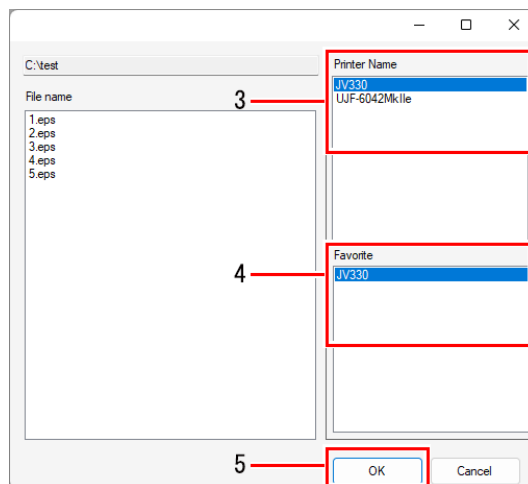 C:\test
File name
1.eps
2.eps
3.eps
4.eps
5.eps
3
Printer Name
JV330
UJF-6042MkIIe
4
Favorite
JV330
5
OK
Cancel